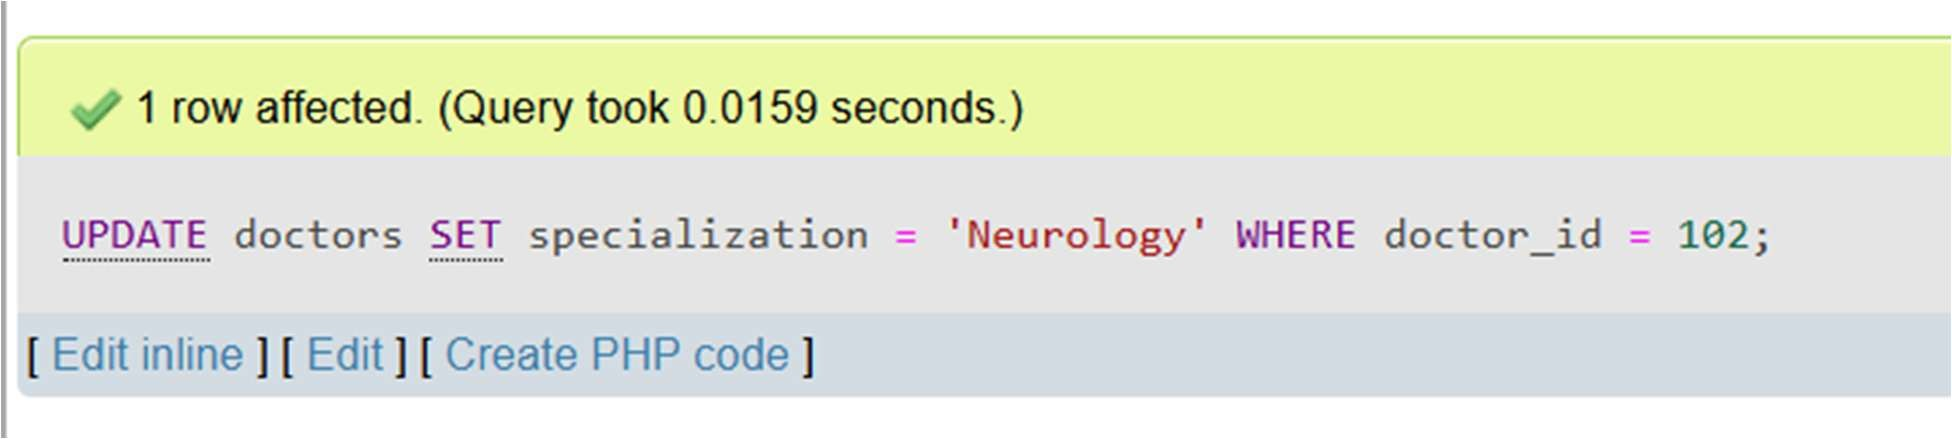 1 row affected. (Query took 0.0159 seconds.)
UPDATE doctors SET specialization = 'Neurology' WHERE doctor_id = 102;
[ Edit inline ] [ Edit ] [ Create PHP code ]